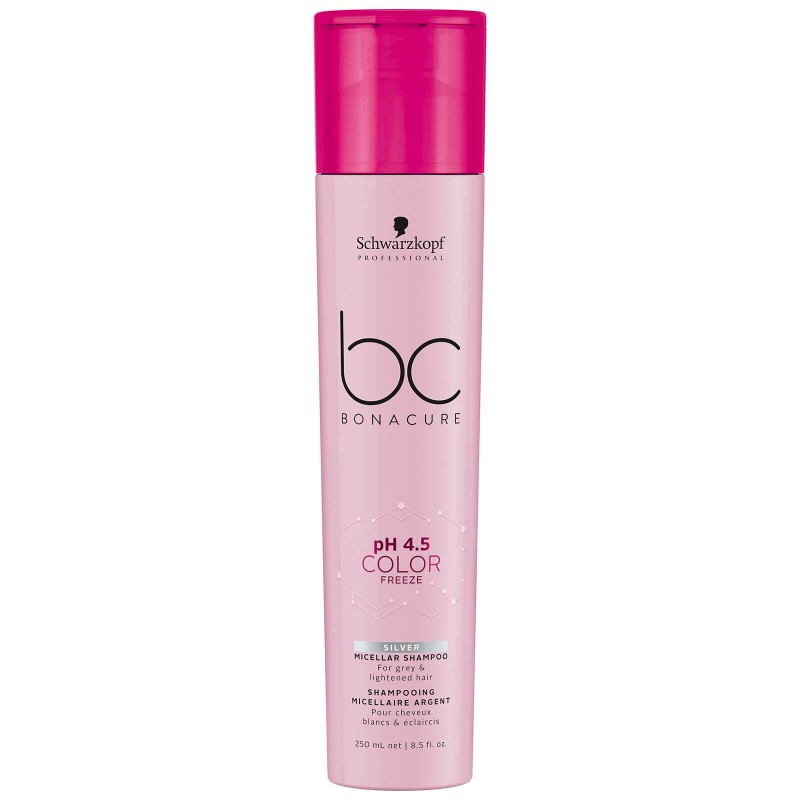 Schwarzkopf
PROFESSIONAL
bc
BONACURE
pH 4.5
COLOR
FREEZE
SILVER
MICELLAR SHAMPOO
For grey &
lightened hair
SHAMPOOING
MICELLAIRE ARGENT
Pour cheveux
blancs & éclaircis
250 mL net | 8.5 fl. oz.